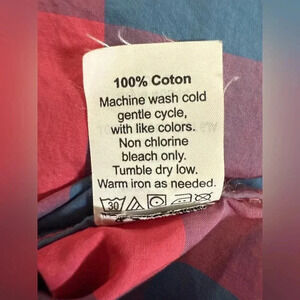 100% Coton
Machine wash cold
gentle cycle,
with like colors.
Non chlorine
bleach only.
Tumble dry low.
Warm iron as needed.
30